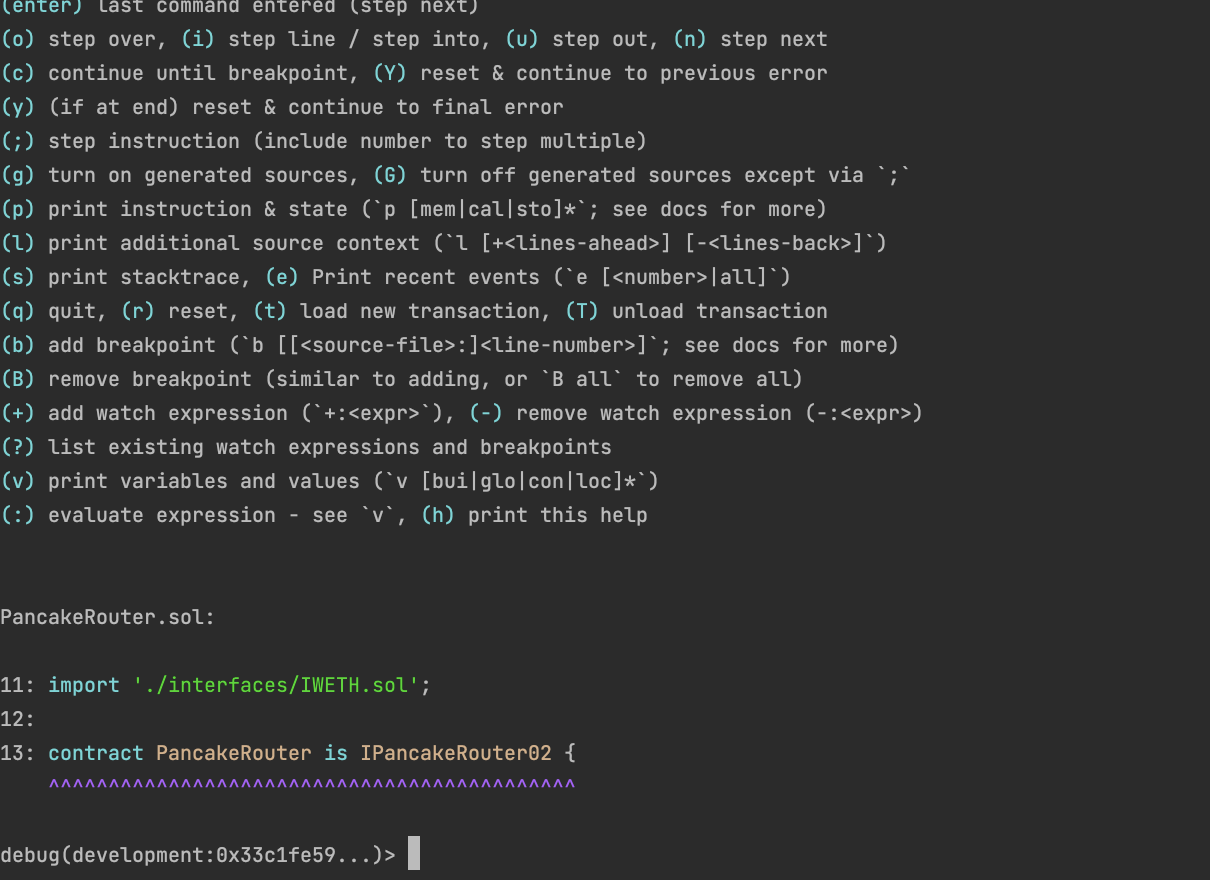 (enter) last command entered (step next)
(o) step over, (i) step line / step into, (u) step out, (n) step next
(c) continue until breakpoint, (Y) reset & continue to previous error
(y) (if at end) reset & continue to final error
(;) step instruction (include number to step multiple)
(g) turn on generated sources, (G) turn off generated sources except via `;`
(p) print instruction & state (`p [mem|cal|sto]*`; see docs for more)
(l) print additional source context (`l [+<lines-ahead>] [-<lines-back>]`)
(s) print stacktrace, (e) Print recent events (`e [<number>|all]`)
(q) quit, (r) reset, (t) load new transaction, (T) unload transaction
(b) add breakpoint (`b [[<source-file>:]<line-number>]`; see docs for more)
(B) remove breakpoint (similar to adding, or `B all` to remove all)
(+) add watch expression (`+:<expr>`), (-) remove watch expression (-:<expr>)
(?) list existing watch expressions and breakpoints
(v) print variables and values (`v [bui|glo|con|loc]*`)
(:) evaluate expression - see `v`, (h) print this help
PancakeRouter.sol:
11: import './interfaces/IWETH.sol';
12:
13: contract PancakeRouter is IPancakeRouter02 {
^^^^^^^^^^^^^^^^^^^^^^^^^^^^^^^^^^^^^^^^^^^^
debug(development:0x33c1fe59...)>